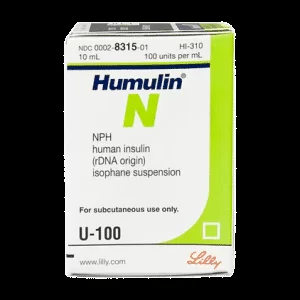 NDC 0002-8315-01 HI-310
10 mL 100 units per mL
Humulin®
N
NPH
human insulin
(rDNA origin)
isophane suspension
For subcutaneous use only.
U-100
www.lilly.com Lilly